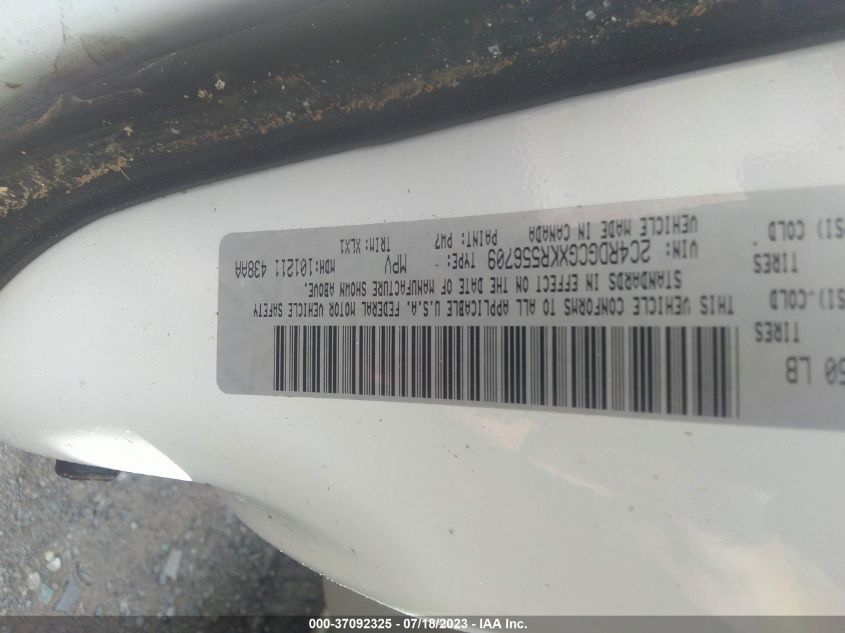 50 LB
TIRES
SI) COLD
TIRES
SI) COLD
THIS VEHICLE CONFORMS TO ALL APPLICABLE U.S.A. FEDERAL MOTOR VEHICLE SAFETY
STANDARDS IN EFFECT ON THE DATE OF MANUFACTURE SHOWN ABOVE.
VIN: 2C4RDGCGXKR556709 TYPE: MPV MDH: 101211 438AA
VEHICLE MADE IN CANADA PAINT: PW7 TRIM: XLX1
000-37092325 - 07/18/2023 - IAA Inc.